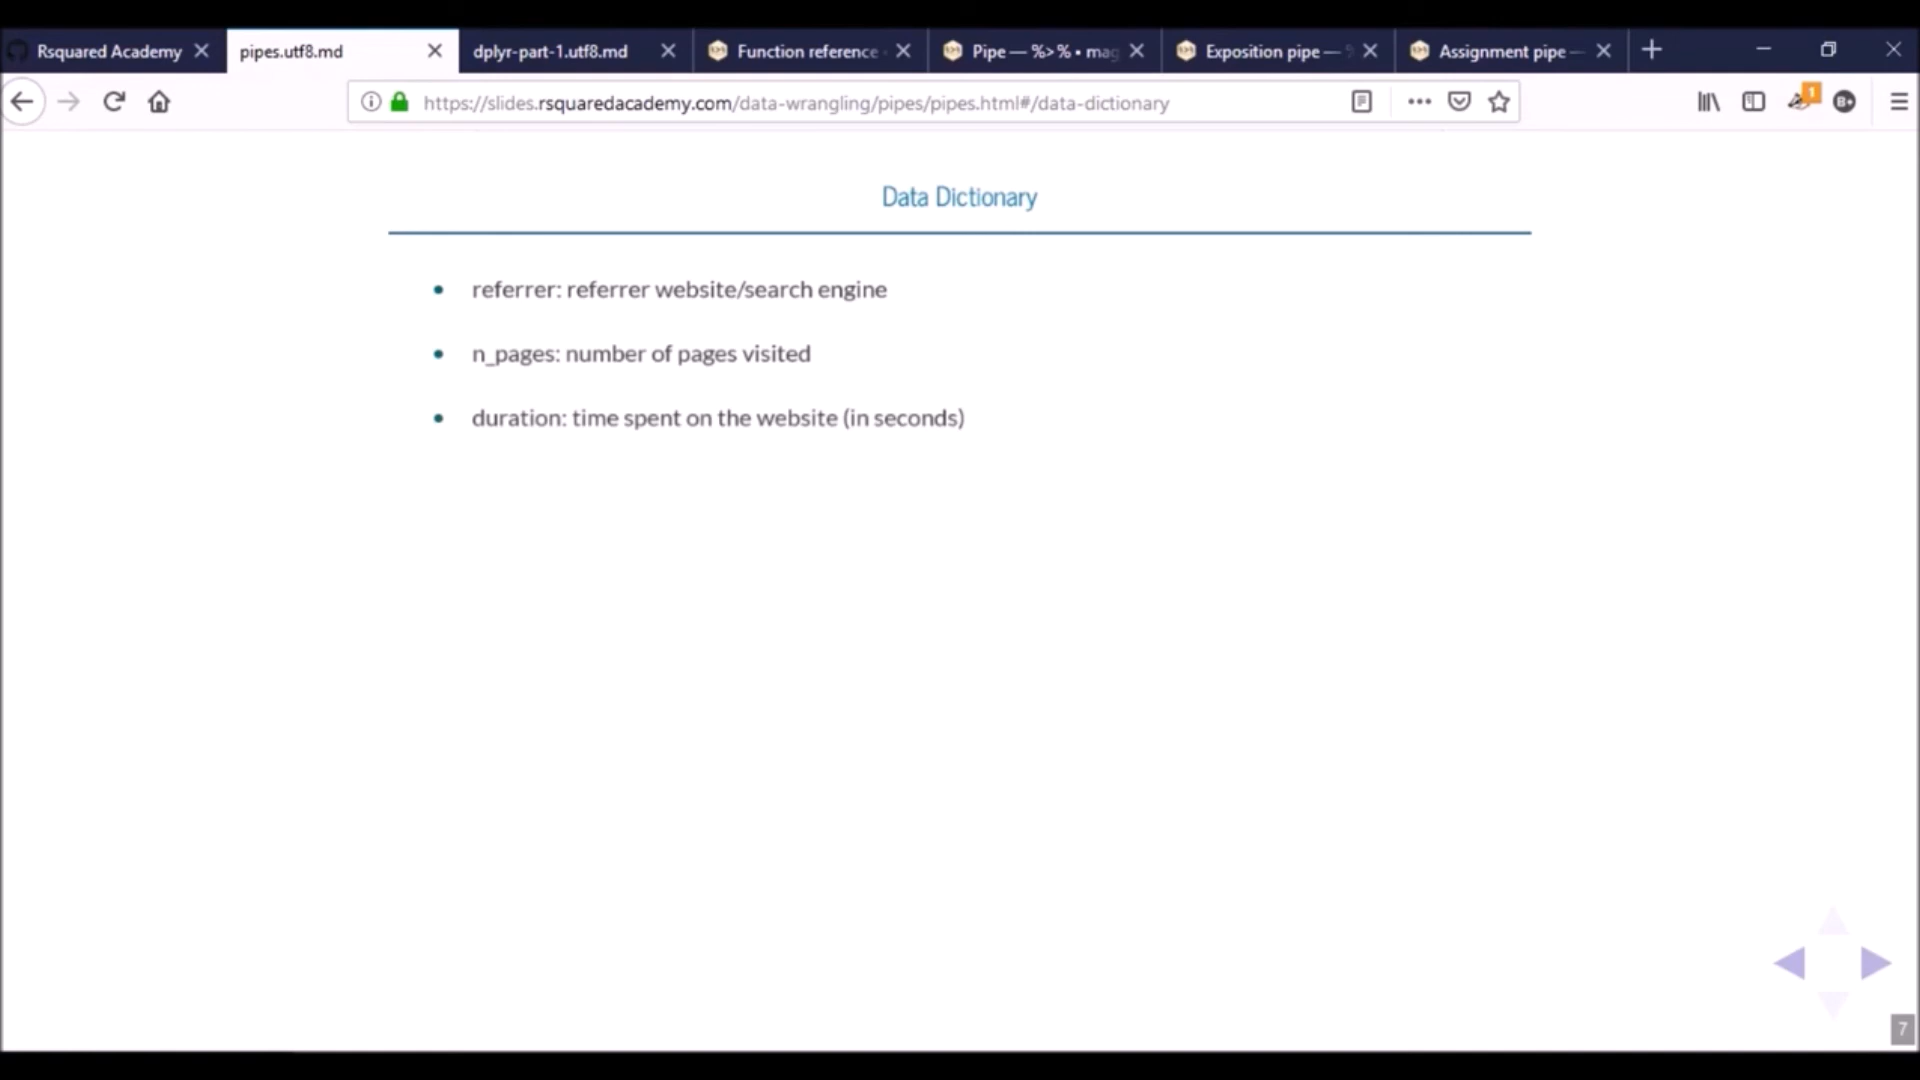 Rsquared Academy
pipes.utf8.md
dplyr-part-1.utf8.md
Function reference
Pipe — %>% • mag
Exposition pipe —
Assignment pipe —
https://slides.rsquaredacademy.com/data-wrangling/pipes/pipes.html#/data-dictionary
1
B+
Data Dictionary
• referrer: referrer website/search engine
• n_pages: number of pages visited
• duration: time spent on the website (in seconds)
7